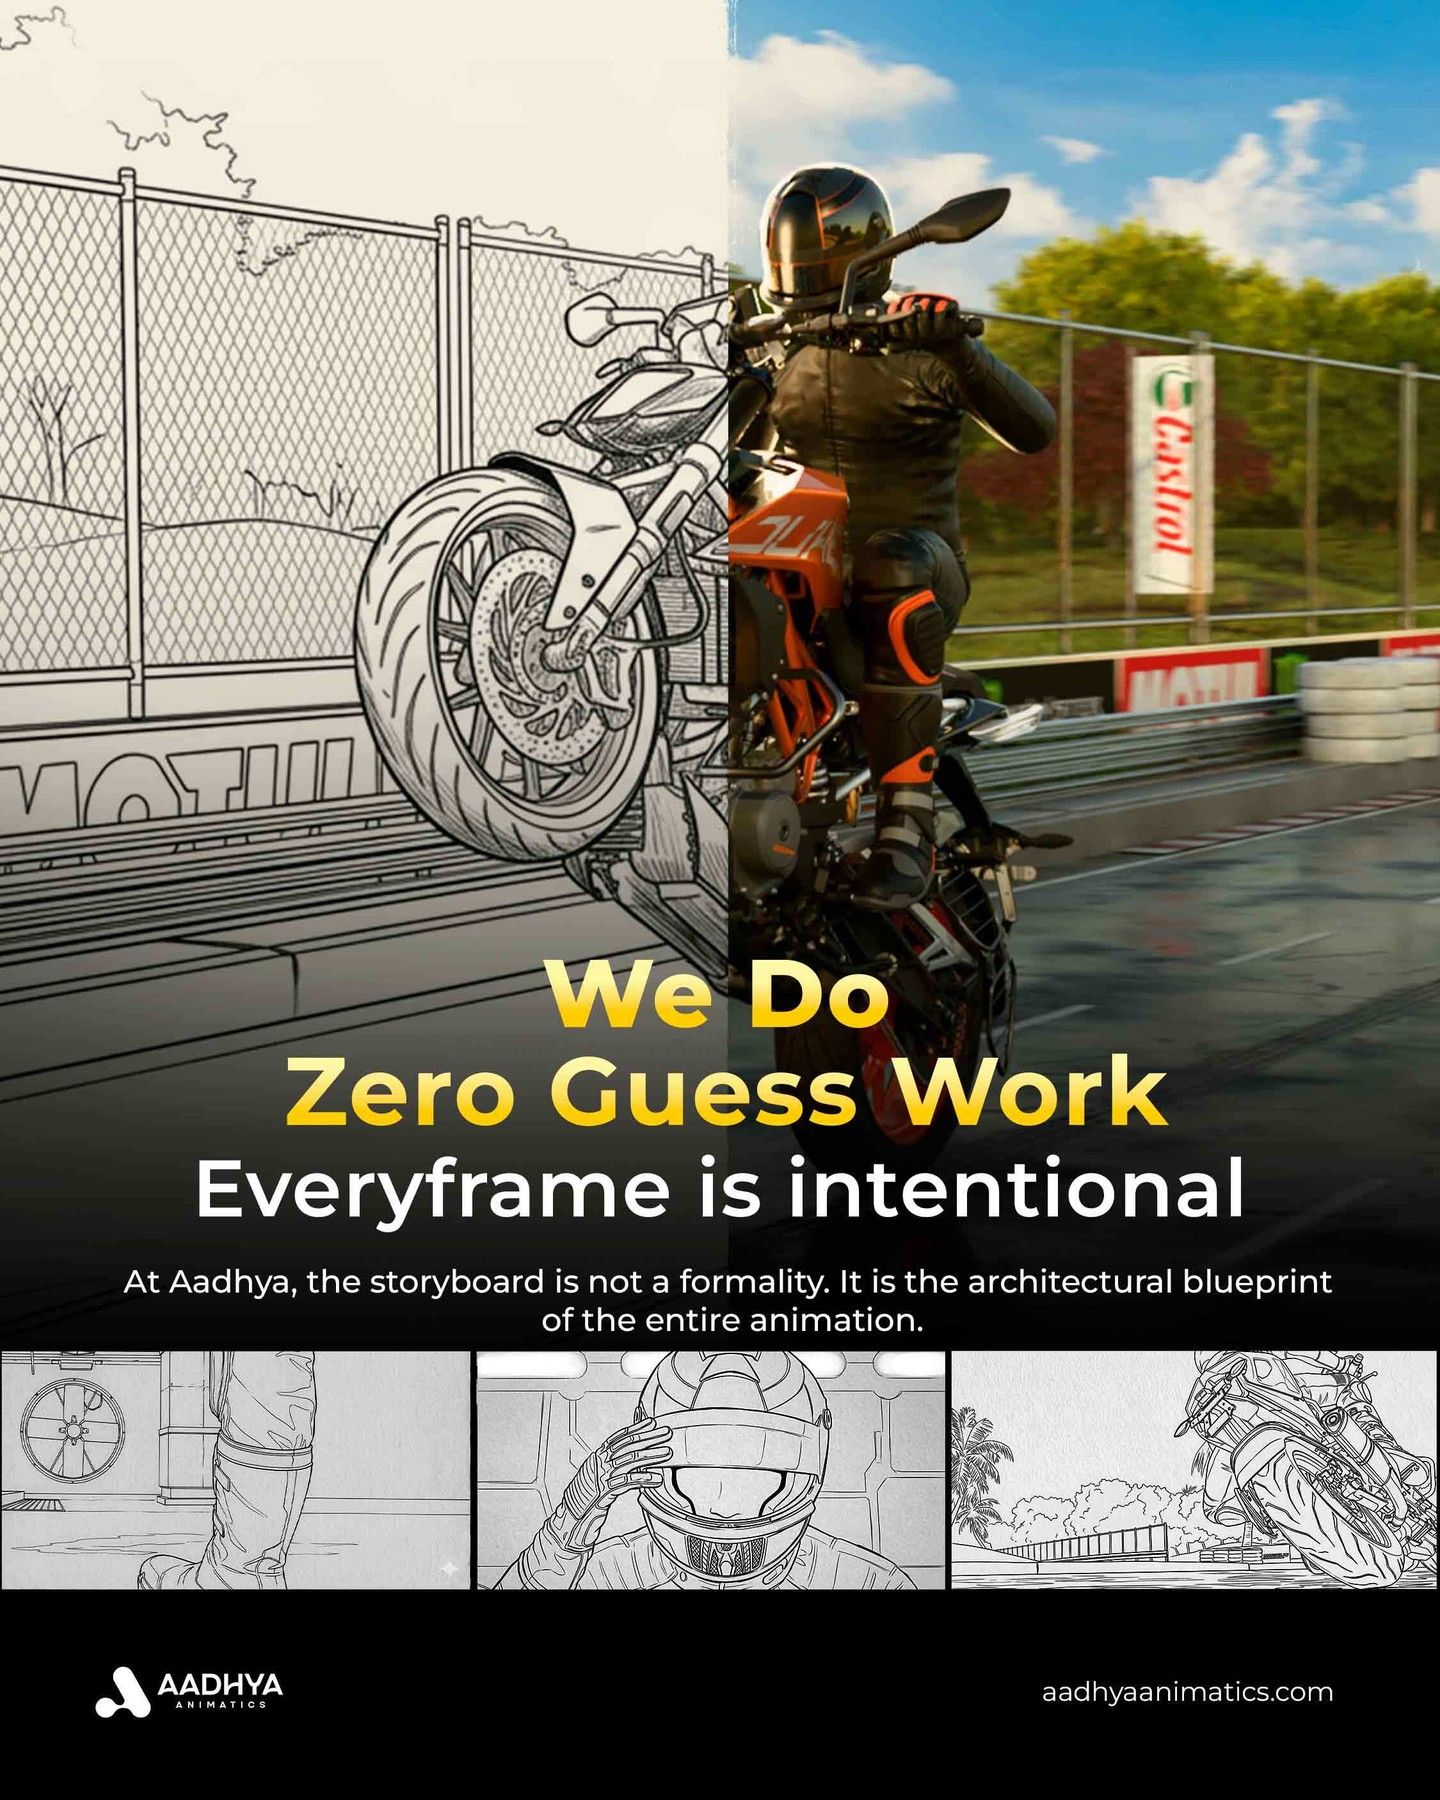 Castrol
MOTUL
MOTUL
We Do
Zero Guess Work
Everyframe is intentional
At Aadhya, the storyboard is not a formality. It is the architectural blueprint
of the entire animation.
AADHYA
ANIMATICS
aadhyaanimatics.com